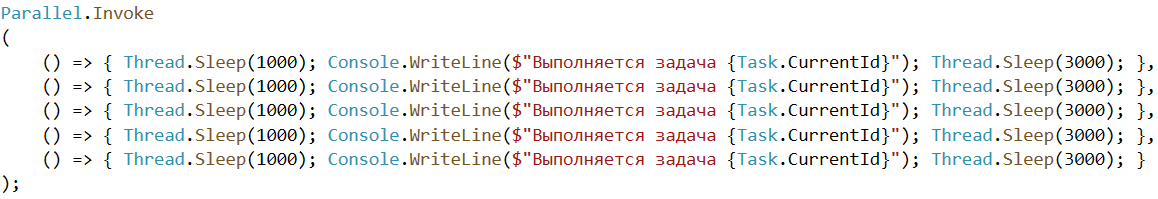 Parallel.Invoke
(
    () => { Thread.Sleep(1000); Console.WriteLine($"Выполняется задача {Task.CurrentId}"); Thread.Sleep(3000); },
    () => { Thread.Sleep(1000); Console.WriteLine($"Выполняется задача {Task.CurrentId}"); Thread.Sleep(3000); },
    () => { Thread.Sleep(1000); Console.WriteLine($"Выполняется задача {Task.CurrentId}"); Thread.Sleep(3000); },
    () => { Thread.Sleep(1000); Console.WriteLine($"Выполняется задача {Task.CurrentId}"); Thread.Sleep(3000); },
    () => { Thread.Sleep(1000); Console.WriteLine($"Выполняется задача {Task.CurrentId}"); Thread.Sleep(3000); }
);